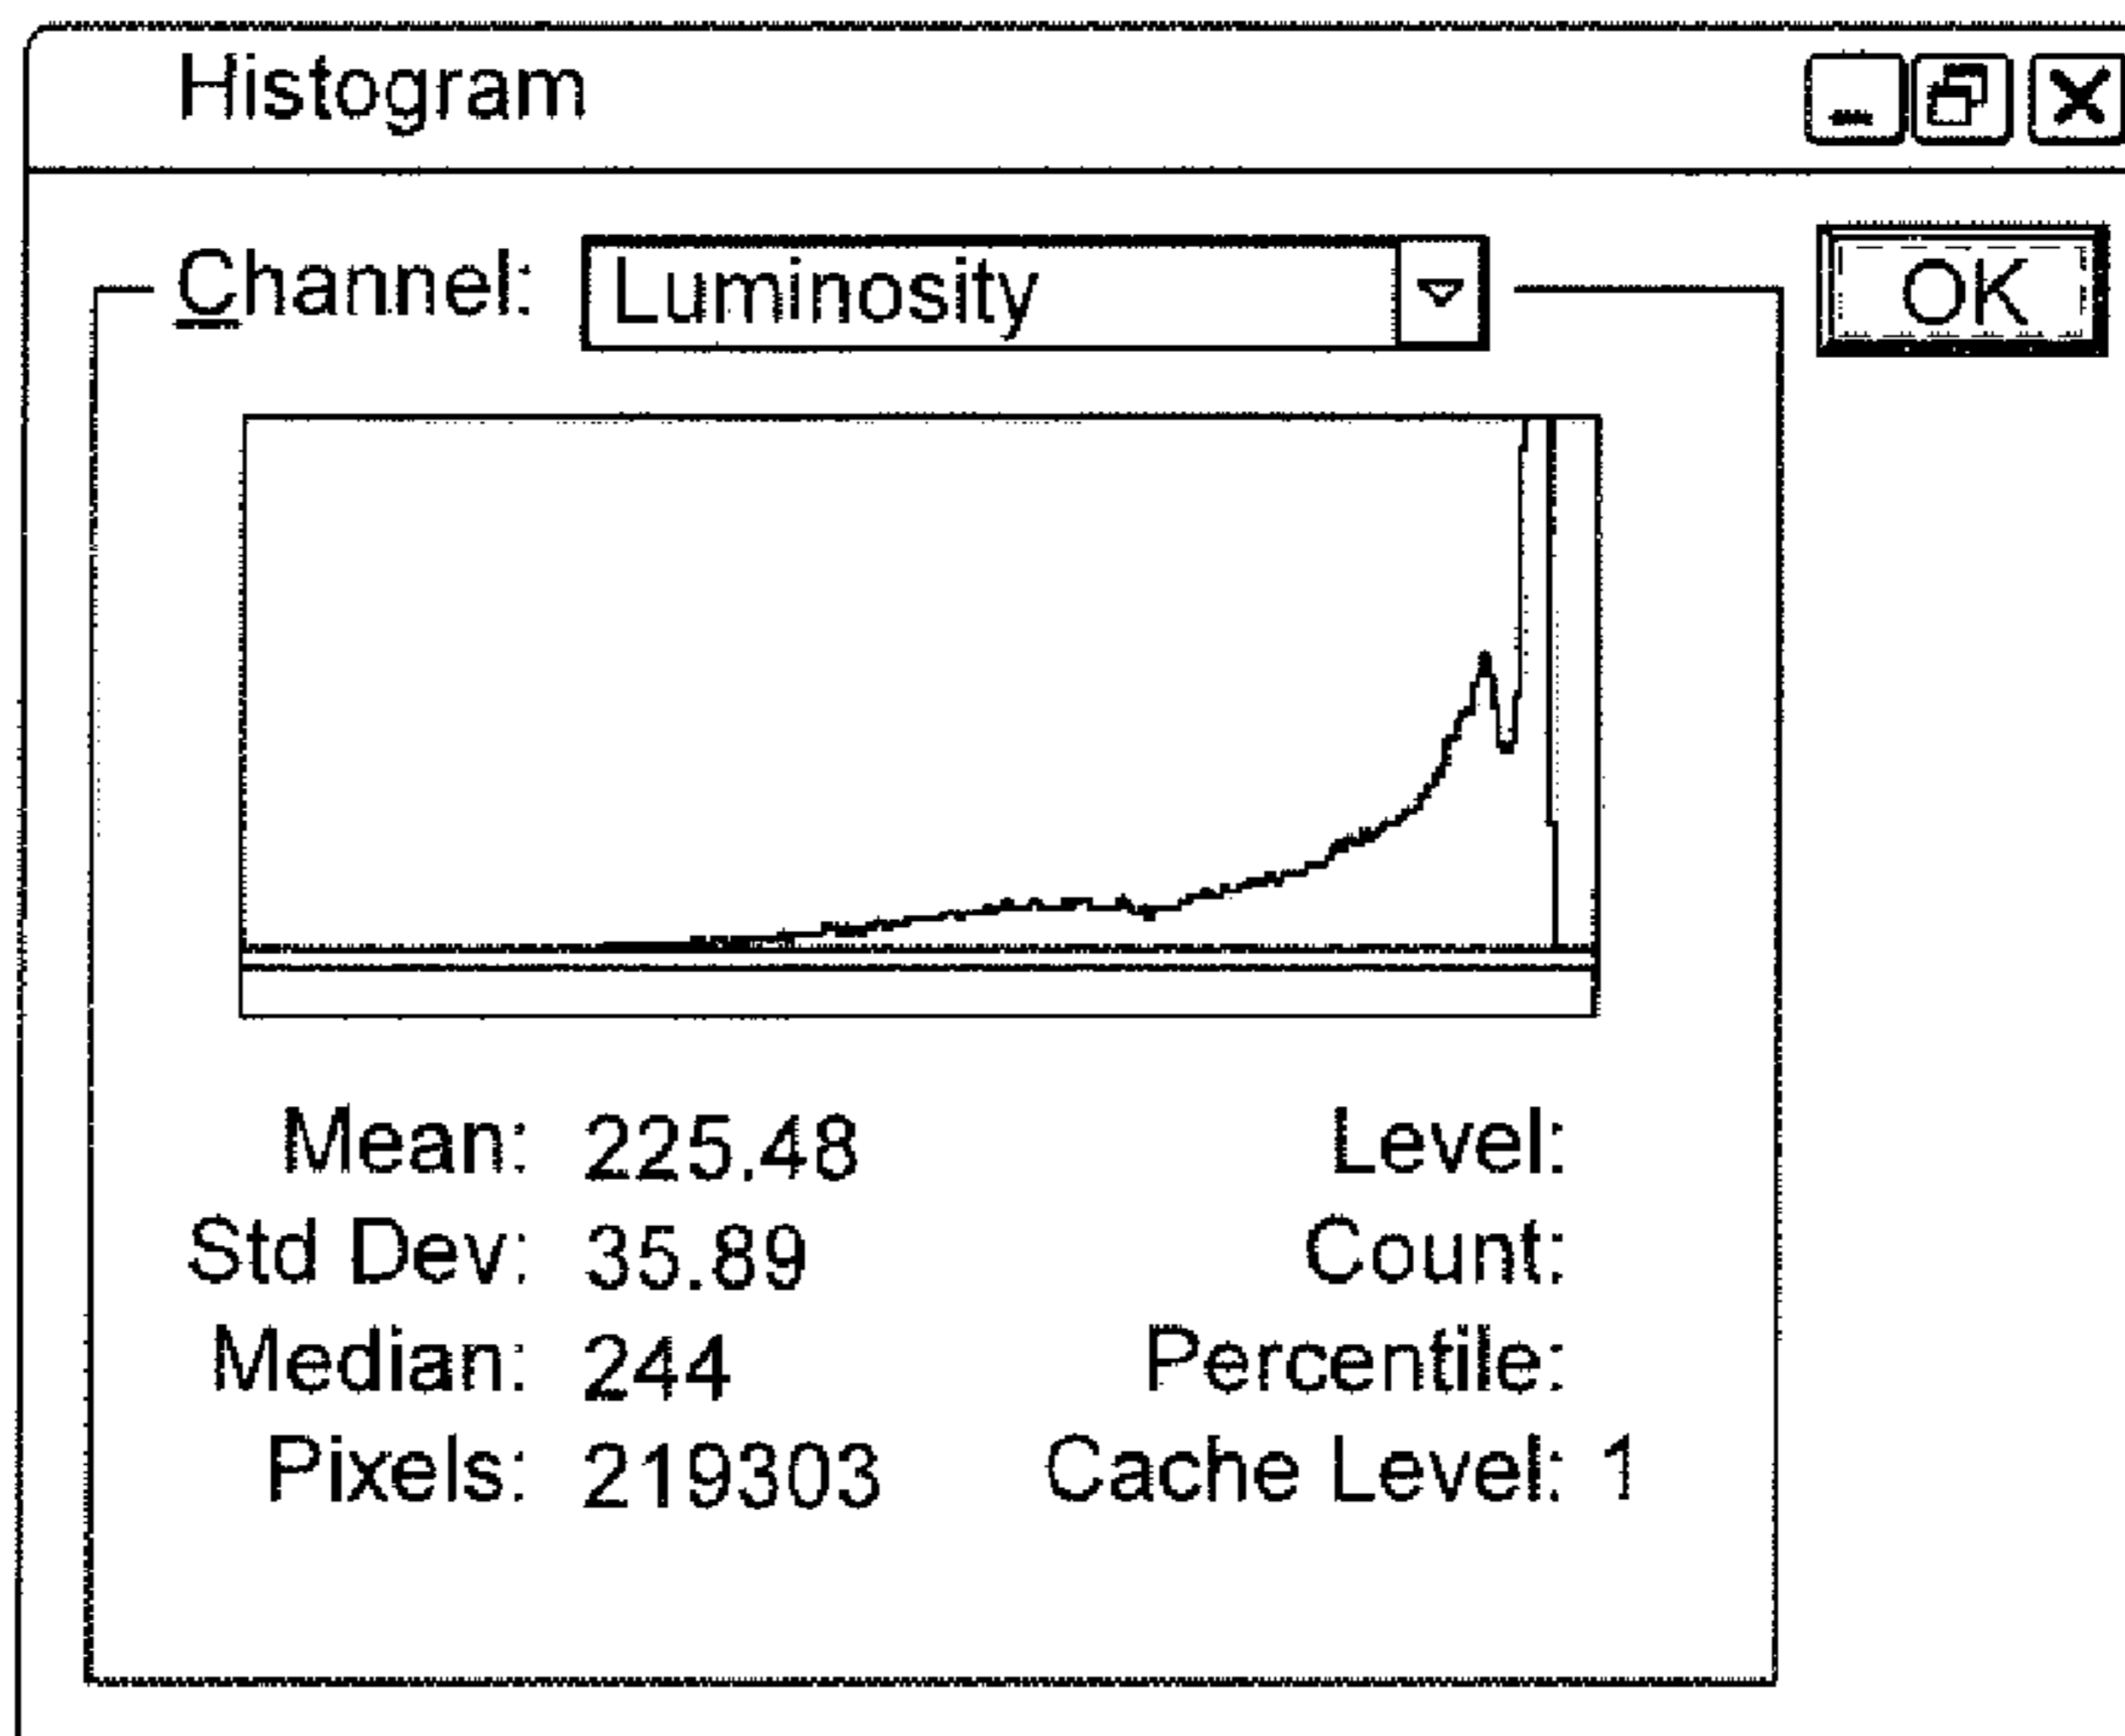 Histogram
Channel: Luminosity
OK
Mean: 225.48 Level:
Std Dev: 35.89 Count:
Median: 244 Percentile:
Pixels: 219303 Cache Level: 1